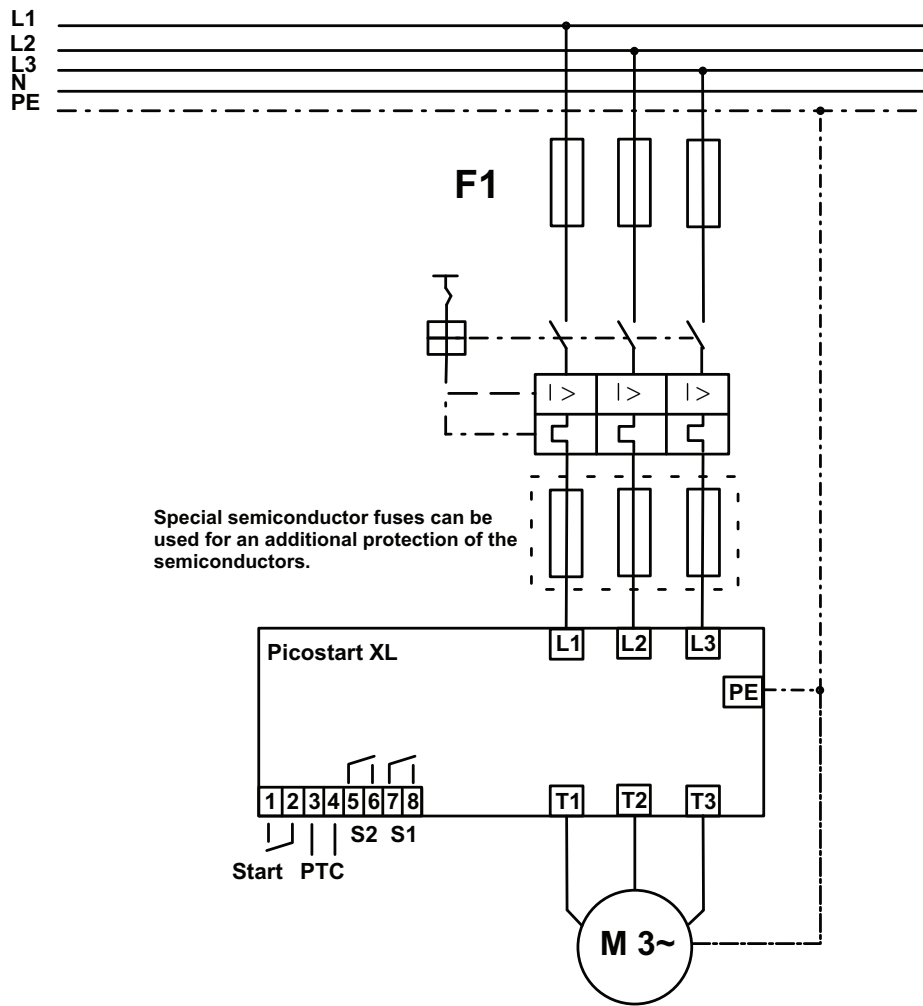 L1
L2
L3
N
PE
F1
I > I > I >
Special semiconductor fuses can be
used for an additional protection of the
semiconductors.
Picostart XL
L1 L2 L3
PE
1 2 3 4 5 6 7 8
T1 T2 T3
S2 S1
Start PTC
M 3~